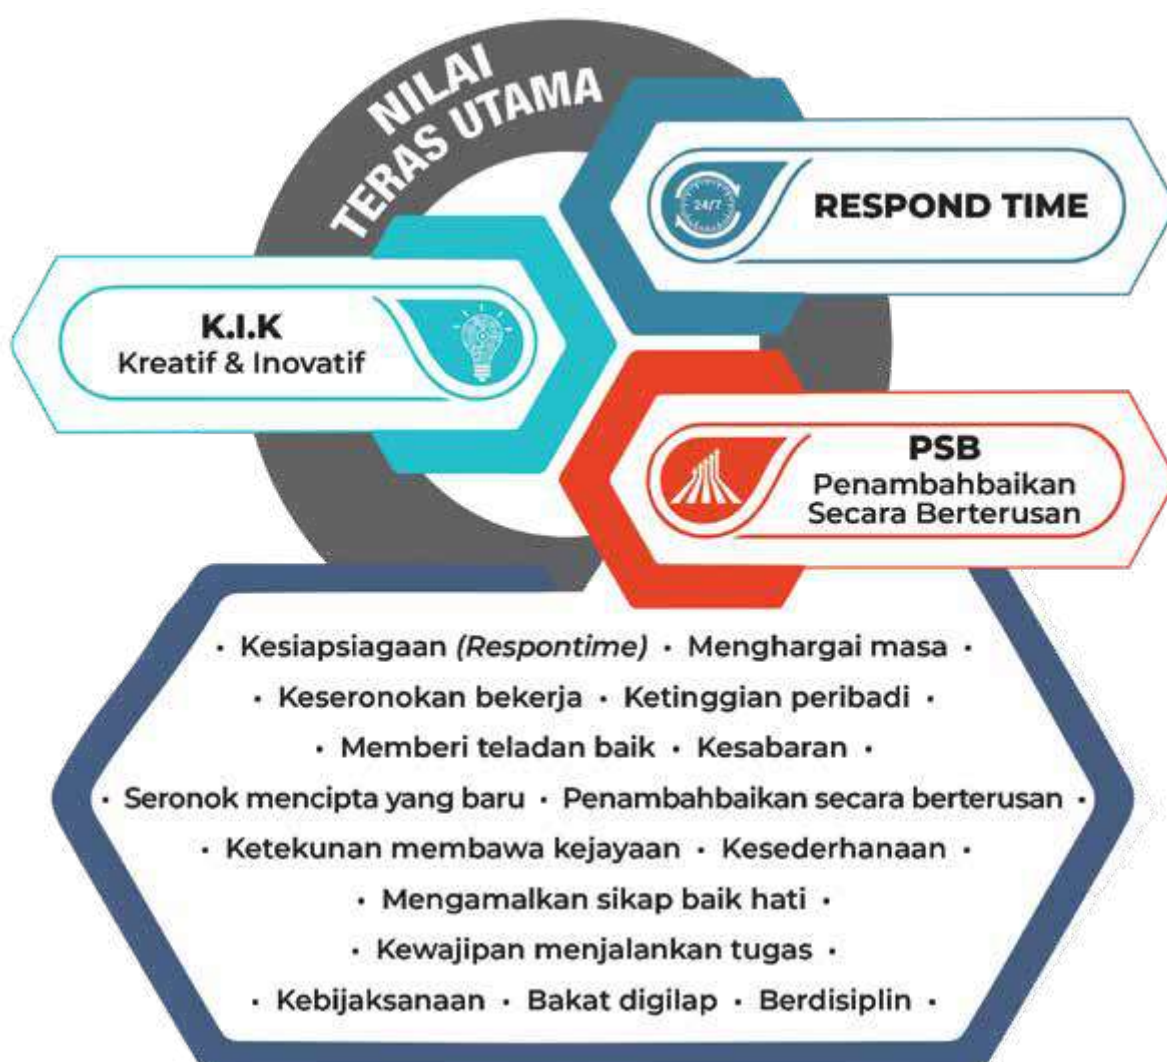 NILAI
TERAS UTAMA
24/7
RESPOND TIME
K.I.K
Kreatif & Inovatif
PSB
Penambahbaikan
Secara Berterusan
• Kesiapsiagaan (Respontime) • Menghargai masa •
• Keseronokan bekerja • Ketinggian peribadi •
• Memberi teladan baik • Kesabaran •
• Seronok mencipta yang baru • Penambahbaikan secara berterusan •
• Ketekunan membawa kejayaan • Kesederhanaan •
• Mengamalkan sikap baik hati •
• Kewajipan menjalankan tugas •
• Kebijaksanaan • Bakat digilap • Berdisiplin •